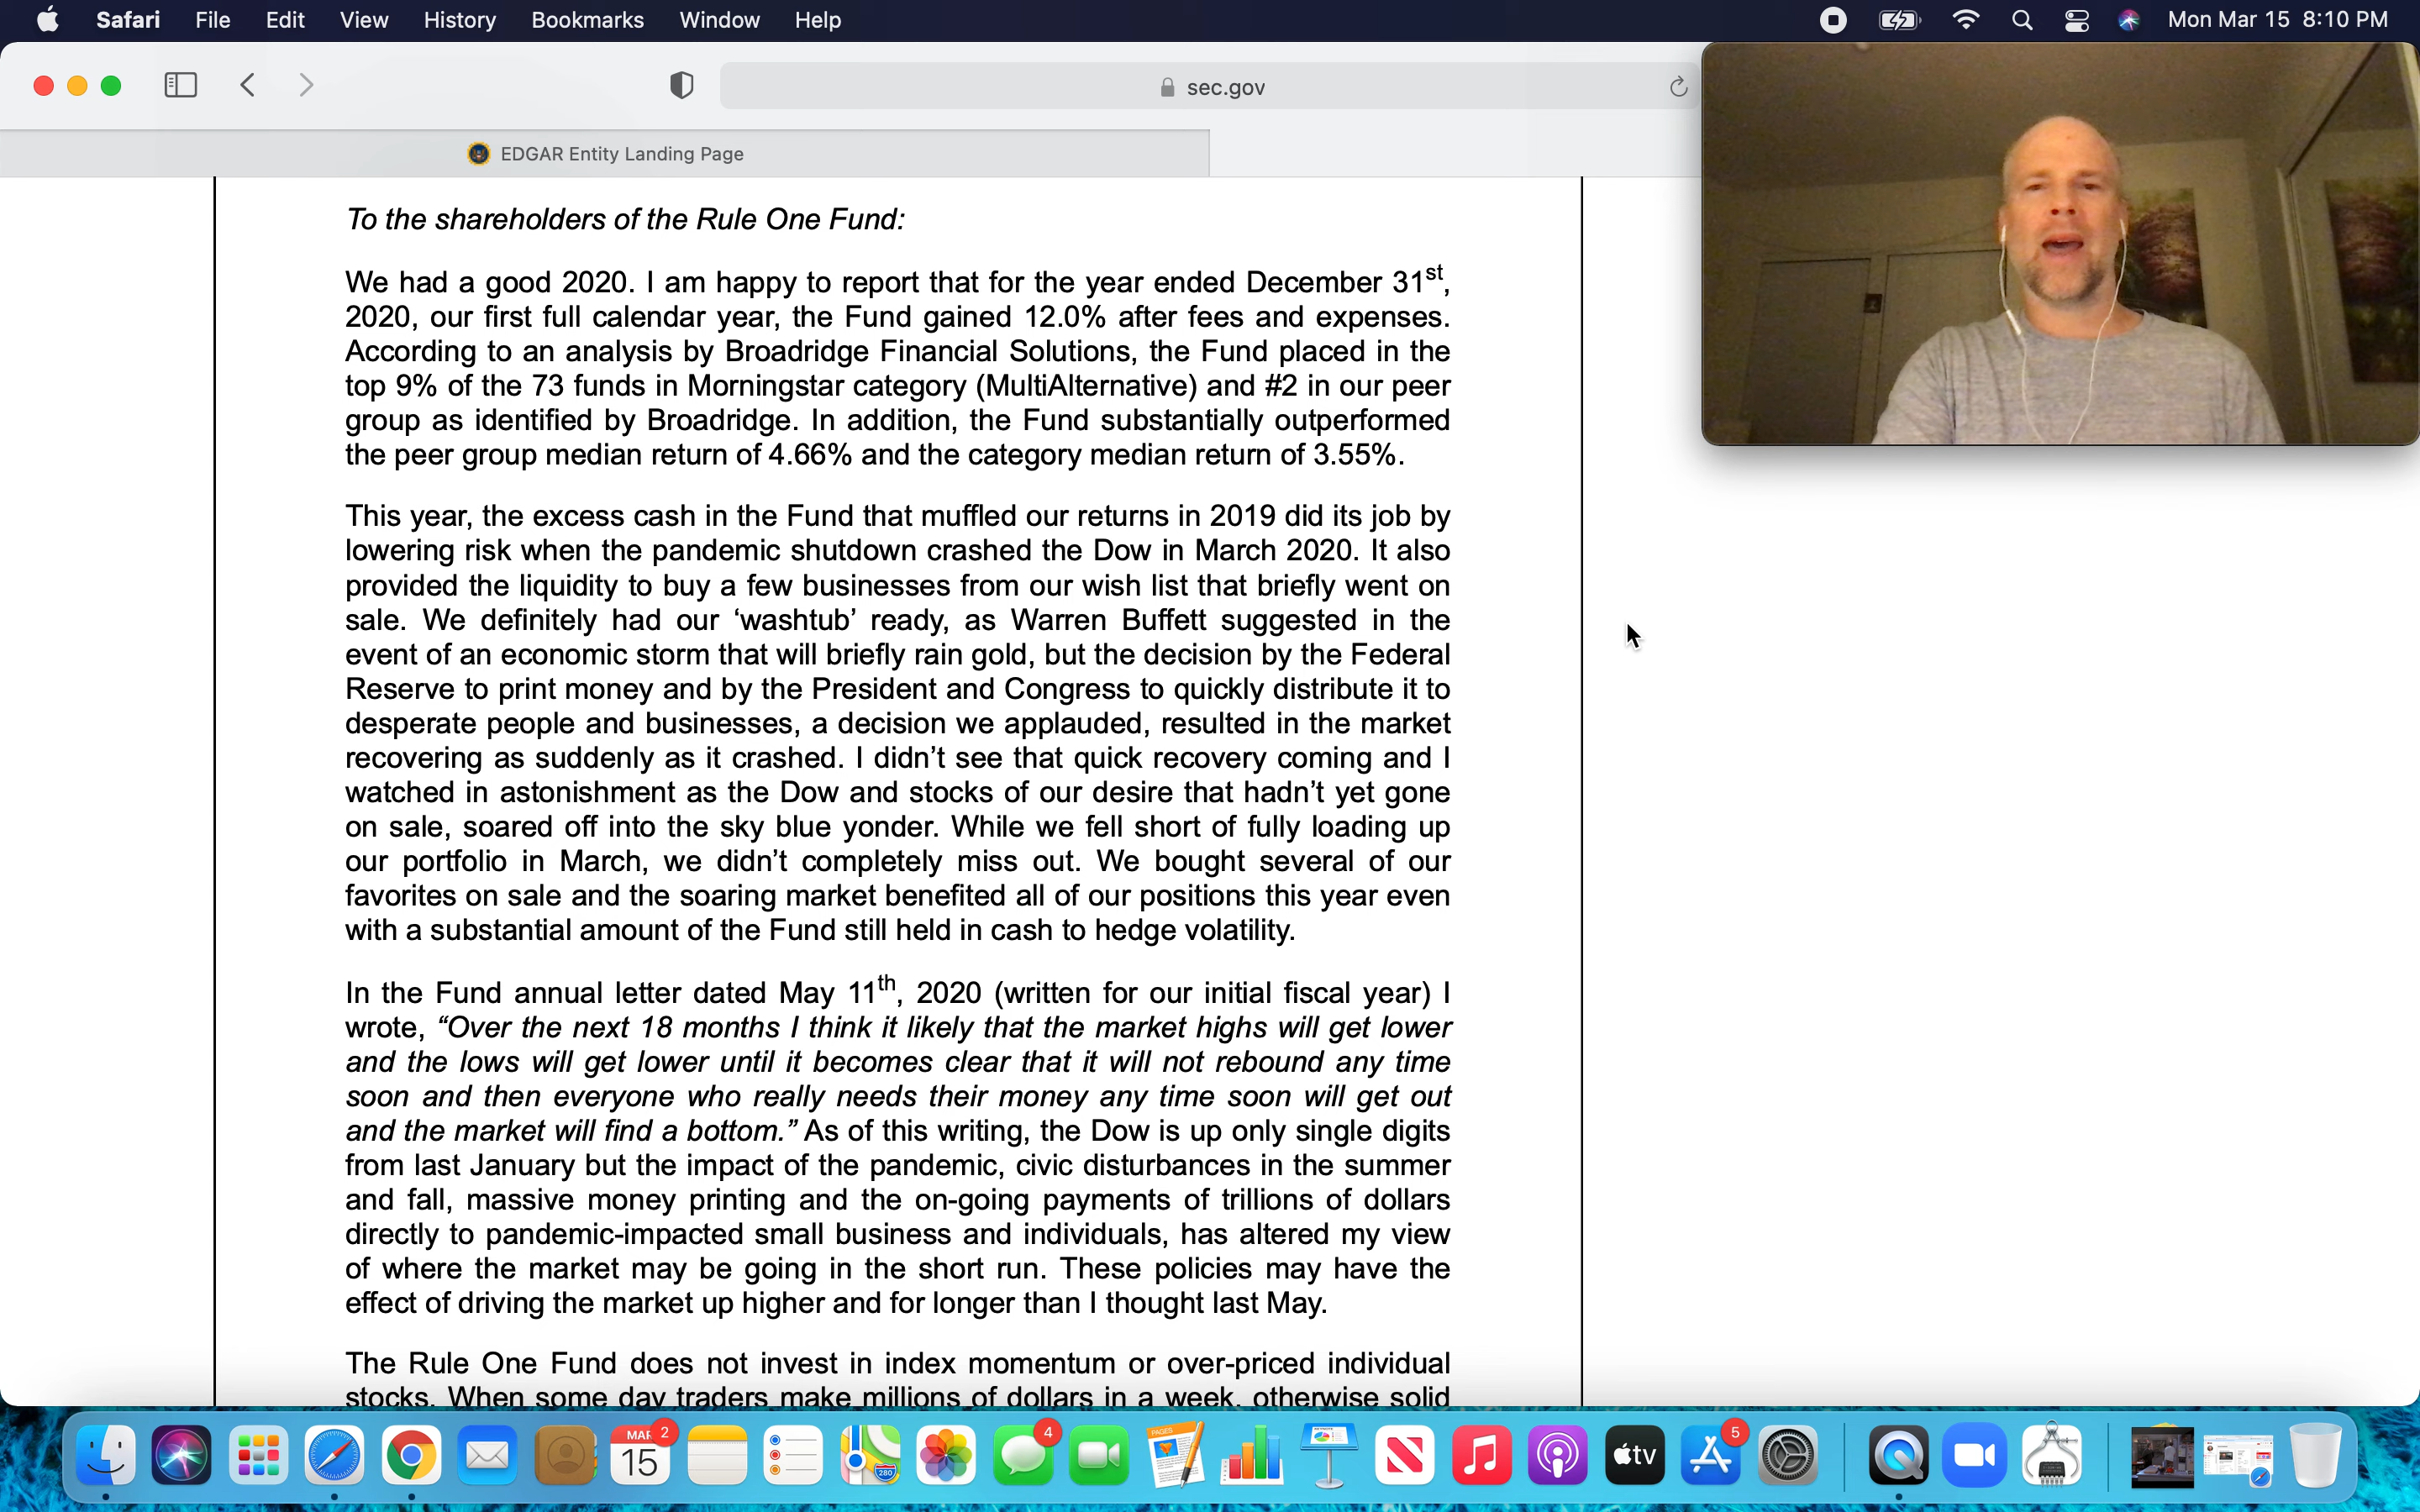 Safari File Edit View History Bookmarks Window Help Mon Mar 15 8:10 PM
sec.gov
EDGAR Entity Landing Page
To the shareholders of the Rule One Fund:
We had a good 2020. I am happy to report that for the year ended December 31st,
2020, our first full calendar year, the Fund gained 12.0% after fees and expenses.
According to an analysis by Broadridge Financial Solutions, the Fund placed in the
top 9% of the 73 funds in Morningstar category (MultiAlternative) and #2 in our peer
group as identified by Broadridge. In addition, the Fund substantially outperformed
the peer group median return of 4.66% and the category median return of 3.55%.
This year, the excess cash in the Fund that muffled our returns in 2019 did its job by
lowering risk when the pandemic shutdown crashed the Dow in March 2020. It also
provided the liquidity to buy a few businesses from our wish list that briefly went on
sale. We definitely had our ‘washtub’ ready, as Warren Buffett suggested in the
event of an economic storm that will briefly rain gold, but the decision by the Federal
Reserve to print money and by the President and Congress to quickly distribute it to
desperate people and businesses, a decision we applauded, resulted in the market
recovering as suddenly as it crashed. I didn’t see that quick recovery coming and I
watched in astonishment as the Dow and stocks of our desire that hadn’t yet gone
on sale, soared off into the sky blue yonder. While we fell short of fully loading up
our portfolio in March, we didn’t completely miss out. We bought several of our
favorites on sale and the soaring market benefited all of our positions this year even
with a substantial amount of the Fund still held in cash to hedge volatility.
In the Fund annual letter dated May 11th, 2020 (written for our initial fiscal year) I
wrote, “Over the next 18 months I think it likely that the market highs will get lower
and the lows will get lower until it becomes clear that it will not rebound any time
soon and then everyone who really needs their money any time soon will get out
and the market will find a bottom.” As of this writing, the Dow is up only single digits
from last January but the impact of the pandemic, civic disturbances in the summer
and fall, massive money printing and the on-going payments of trillions of dollars
directly to pandemic-impacted small business and individuals, has altered my view
of where the market may be going in the short run. These policies may have the
effect of driving the market up higher and for longer than I thought last May.
The Rule One Fund does not invest in index momentum or over-priced individual
stocks. When some day traders make millions of dollars in a week, otherwise solid
MAR 2
15
280
4
PAGES
tv
5